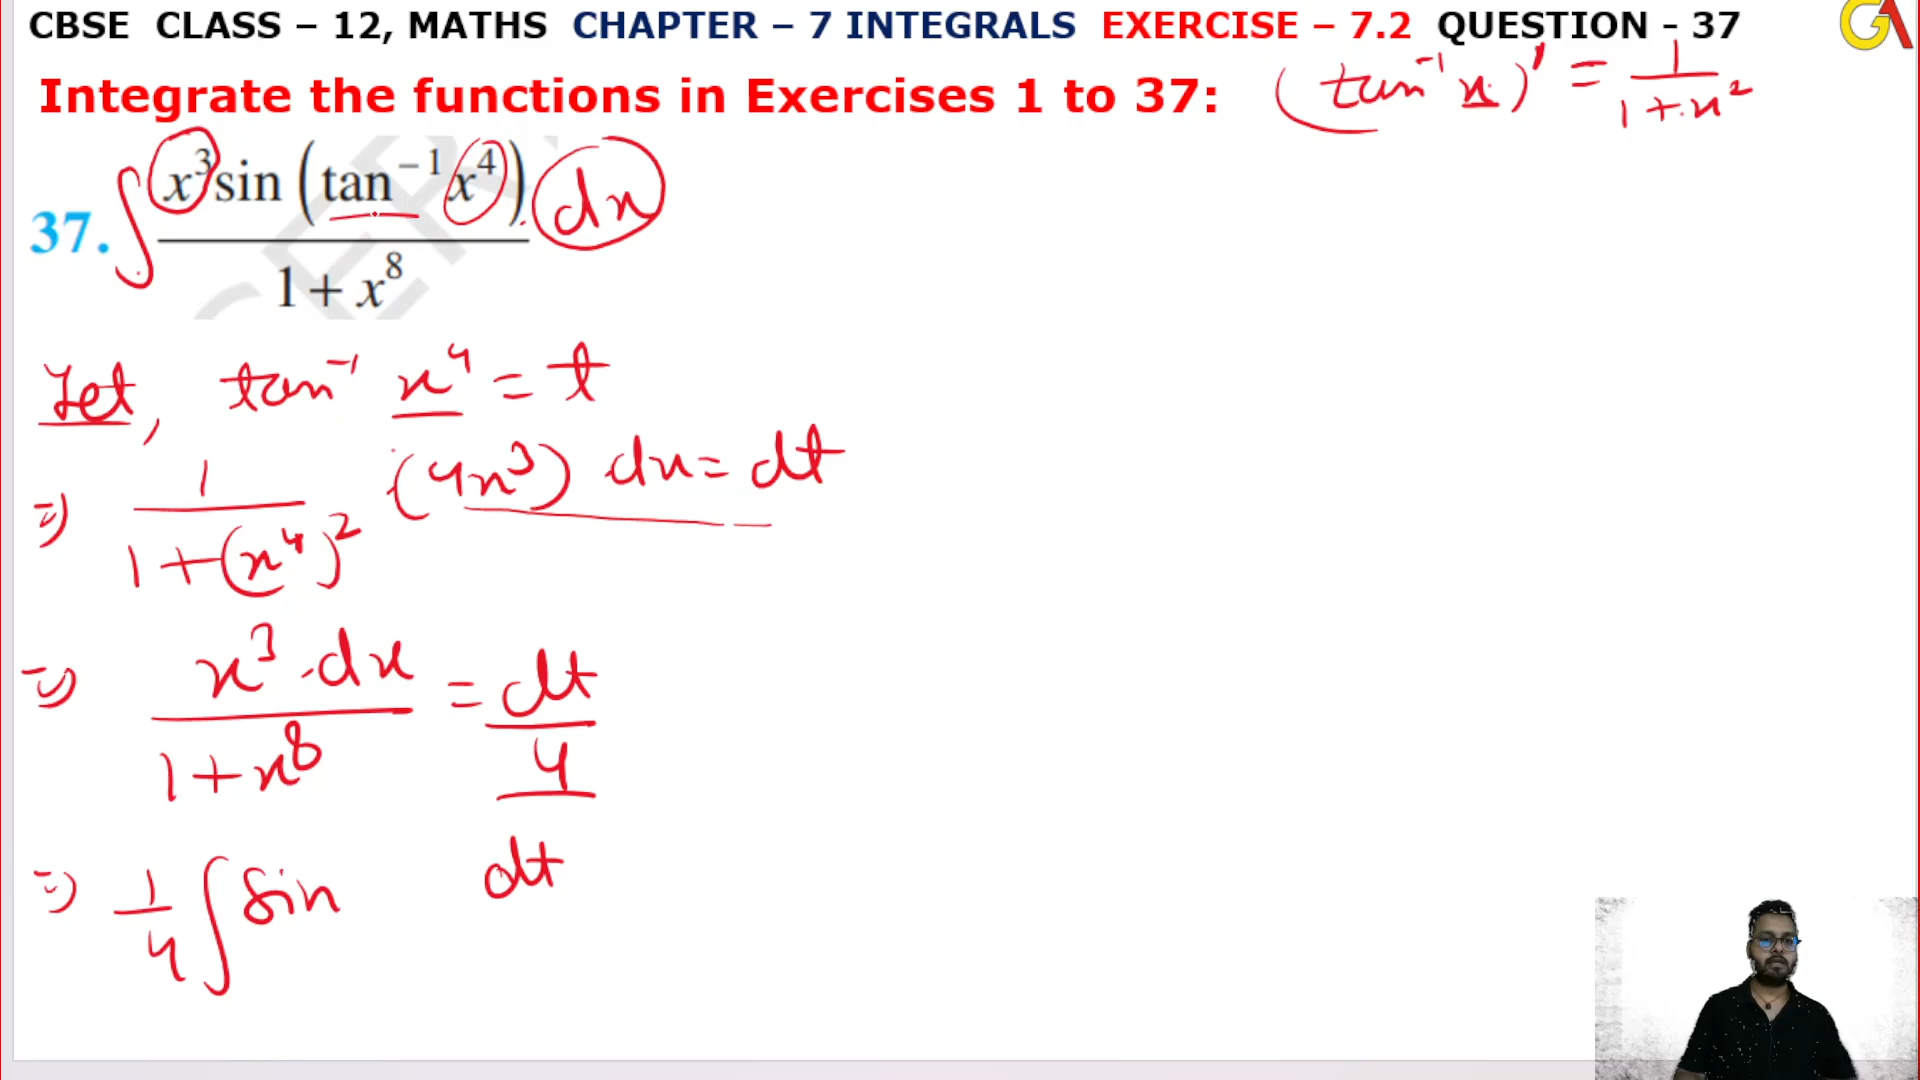 CBSE CLASS – 12, MATHS CHAPTER – 7 INTEGRALS EXERCISE – 7.2 QUESTION - 37
Integrate the functions in Exercises 1 to 37:
(tan⁻¹ x)' = 1/(1+x²)
37. ∫ x³ sin (tan⁻¹ x⁴)/(1 + x⁸) dx
Let, tan⁻¹ x⁴ = t
⇒ 1/(1+(x⁴)²) (4x³) dx = dt
⇒ x³·dx/(1+x⁸) = dt/4
⇒ 1/4 ∫ sin dt